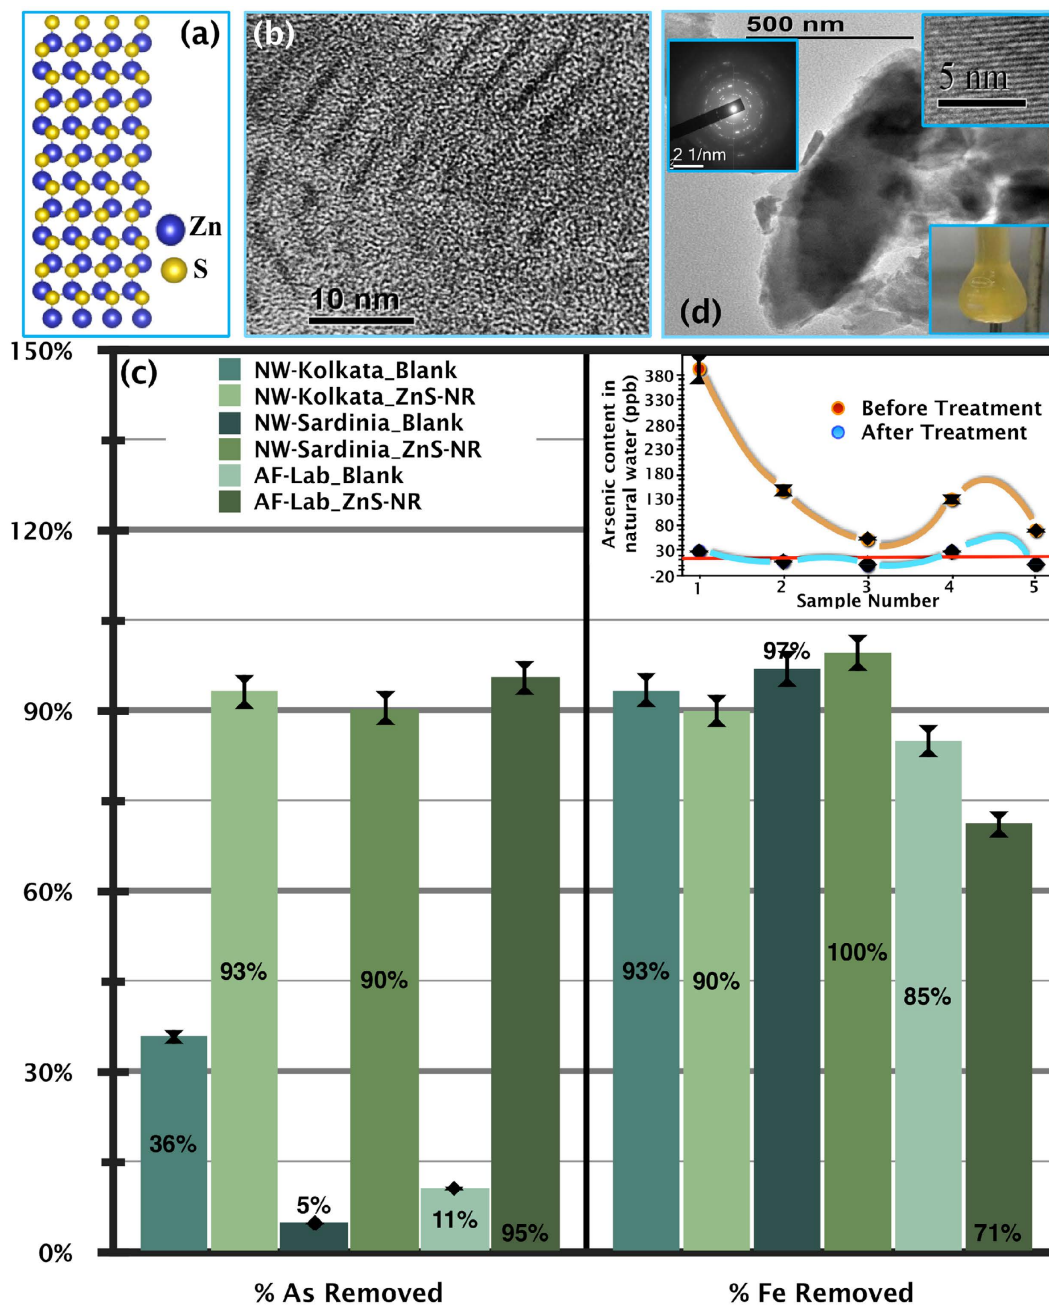 (a)
Zn
S
(b)
10 nm
500 nm
2 1/nm
5 nm
(d)
(c)
150%
120%
90%
60%
30%
0%
NW-Kolkata_Blank
NW-Kolkata_ZnS-NR
NW-Sardinia_Blank
NW-Sardinia_ZnS-NR
AF-Lab_Blank
AF-Lab_ZnS-NR
Arsenic content in
natural water (ppb)
380
330
280
230
180
130
80
30
-20
Before Treatment
After Treatment
1 2 3 4 5
Sample Number
36%
93%
5%
90%
11%
95%
93%
90%
97%
100%
85%
71%
% As Removed
% Fe Removed